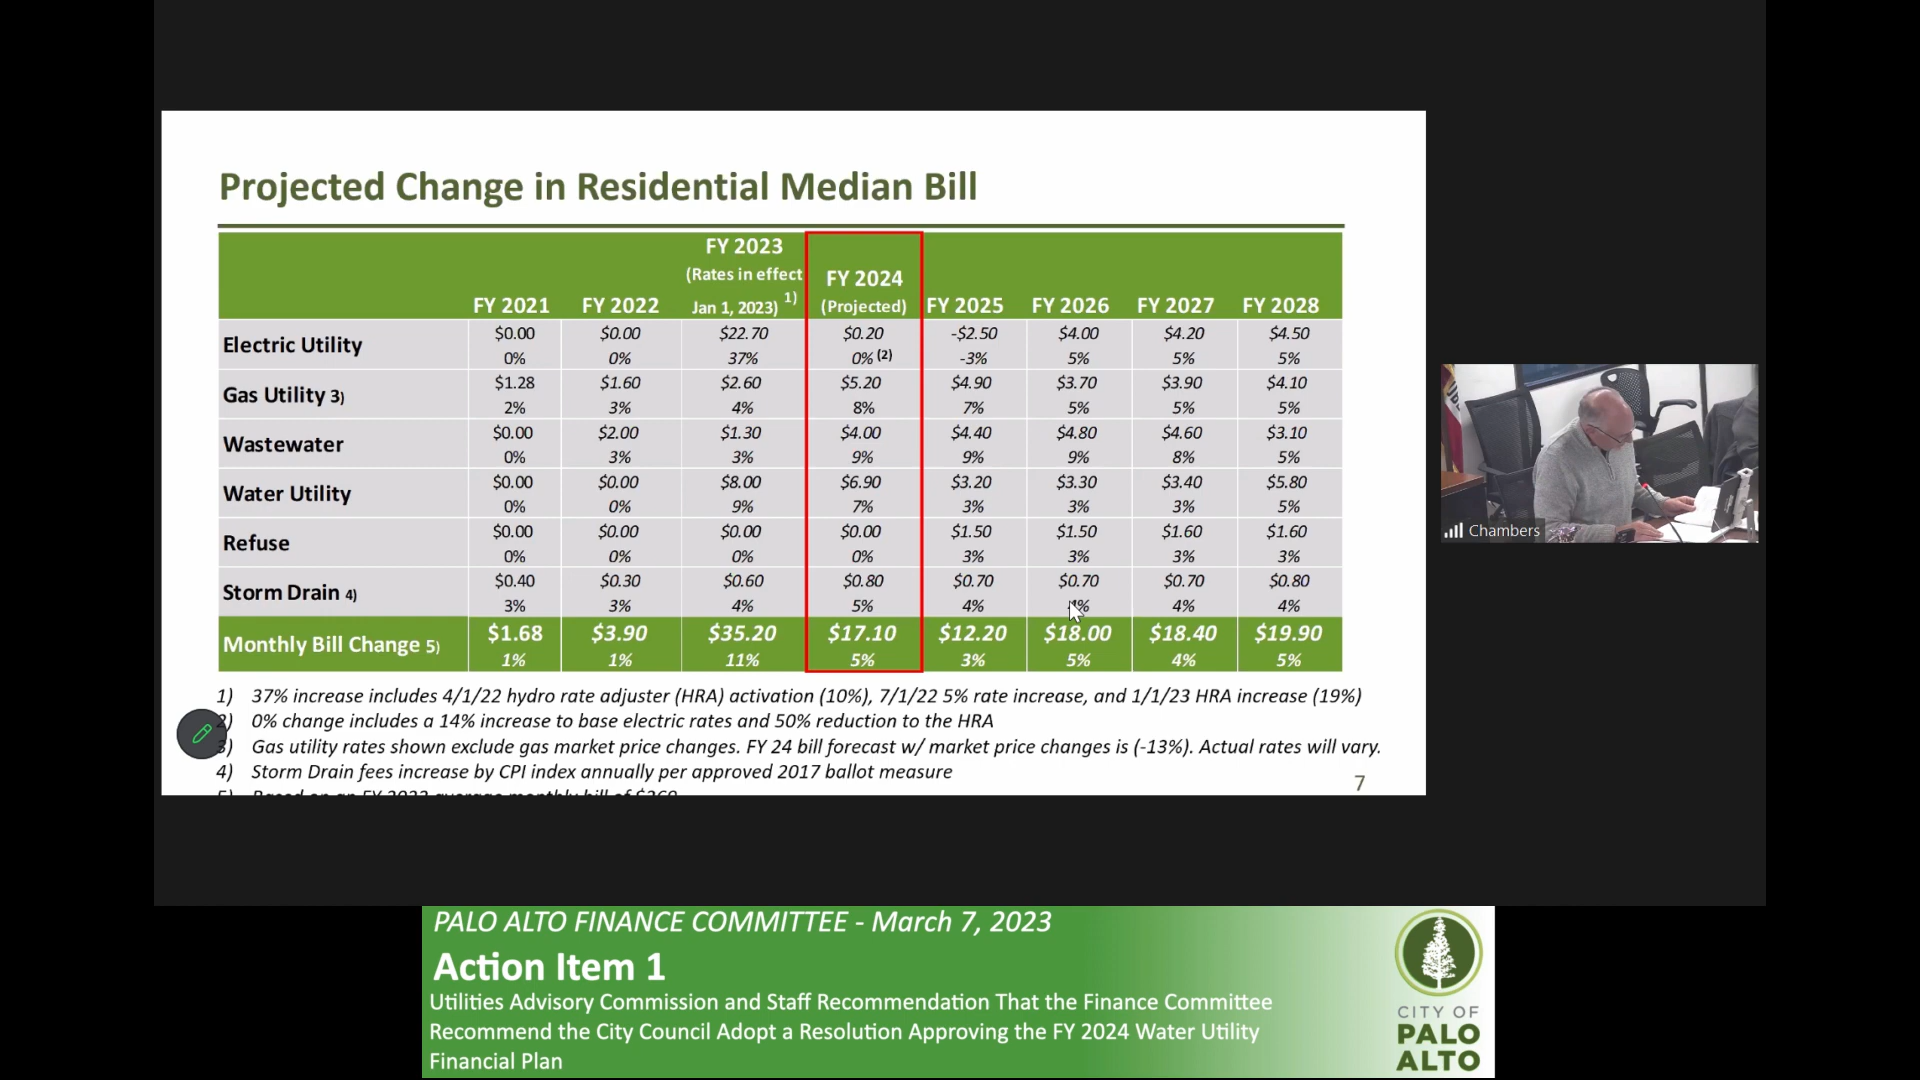 Projected Change in Residential Median Bill
FY 2021 FY 2022 FY 2023 (Rates in effect Jan 1, 2023) 1) FY 2024 (Projected) FY 2025 FY 2026 FY 2027 FY 2028
Electric Utility
$0.00 $0.00 $22.70 $0.20 -$2.50 $4.00 $4.20 $4.50
0% 0% 37% 0% (2) -3% 5% 5% 5%
Gas Utility 3)
$1.28 $1.60 $2.60 $5.20 $4.90 $3.70 $3.90 $4.10
2% 3% 4% 8% 7% 5% 5% 5%
Wastewater
$0.00 $2.00 $1.30 $4.00 $4.40 $4.80 $4.60 $3.10
0% 3% 3% 9% 9% 9% 8% 5%
Water Utility
$0.00 $0.00 $8.00 $6.90 $3.20 $3.30 $3.40 $5.80
0% 0% 9% 7% 3% 3% 3% 5%
Refuse
$0.00 $0.00 $0.00 $0.00 $1.50 $1.50 $1.60 $1.60
0% 0% 0% 0% 3% 3% 3% 3%
Storm Drain 4)
$0.40 $0.30 $0.60 $0.80 $0.70 $0.70 $0.70 $0.80
3% 3% 4% 5% 4% 4% 4%
Monthly Bill Change 5)
$1.68 $3.90 $35.20 $17.10 $12.20 $18.00 $18.40 $19.90
1% 1% 11% 5% 3% 5% 4% 5%
1) 37% increase includes 4/1/22 hydro rate adjuster (HRA) activation (10%), 7/1/22 5% rate increase, and 1/1/23 HRA increase (19%)
2) 0% change includes a 14% increase to base electric rates and 50% reduction to the HRA
3) Gas utility rates shown exclude gas market price changes. FY 24 bill forecast w/ market price changes is (-13%). Actual rates will vary.
4) Storm Drain fees increase by CPI index annually per approved 2017 ballot measure
5) Based on an FY 2023 average monthly bill of
7
Chambers
PALO ALTO FINANCE COMMITTEE - March 7, 2023
Action Item 1
Utilities Advisory Commission and Staff Recommendation That the Finance Committee
Recommend the City Council Adopt a Resolution Approving the FY 2024 Water Utility
Financial Plan
CITY OF
PALO
ALTO